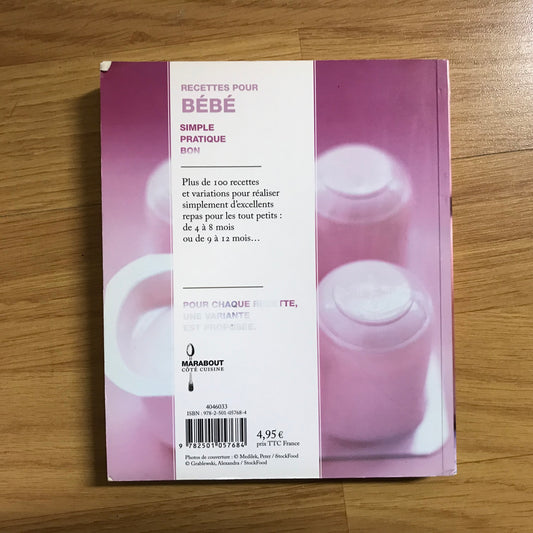 RECETTES POUR
BÉBÉ
SIMPLE
PRATIQUE
BON
Plus de 100 recettes
et variations pour réaliser
simplement d'excellents
repas pour les tout petits :
de 4 à 8 mois
ou de 9 à 12 mois…
POUR CHAQUE RECETTE,
UNE VARIANTE
EST PROPOSÉE.
MARABOUT
CÔTÉ CUISINE
4046033
ISBN : 978-2-501-05768-4
9 782501 057684
4,95 €
prix TTC France
Photos de couverture : © Medilek, Peter / StockFood
© Grablewski, Alexandra / StockFood